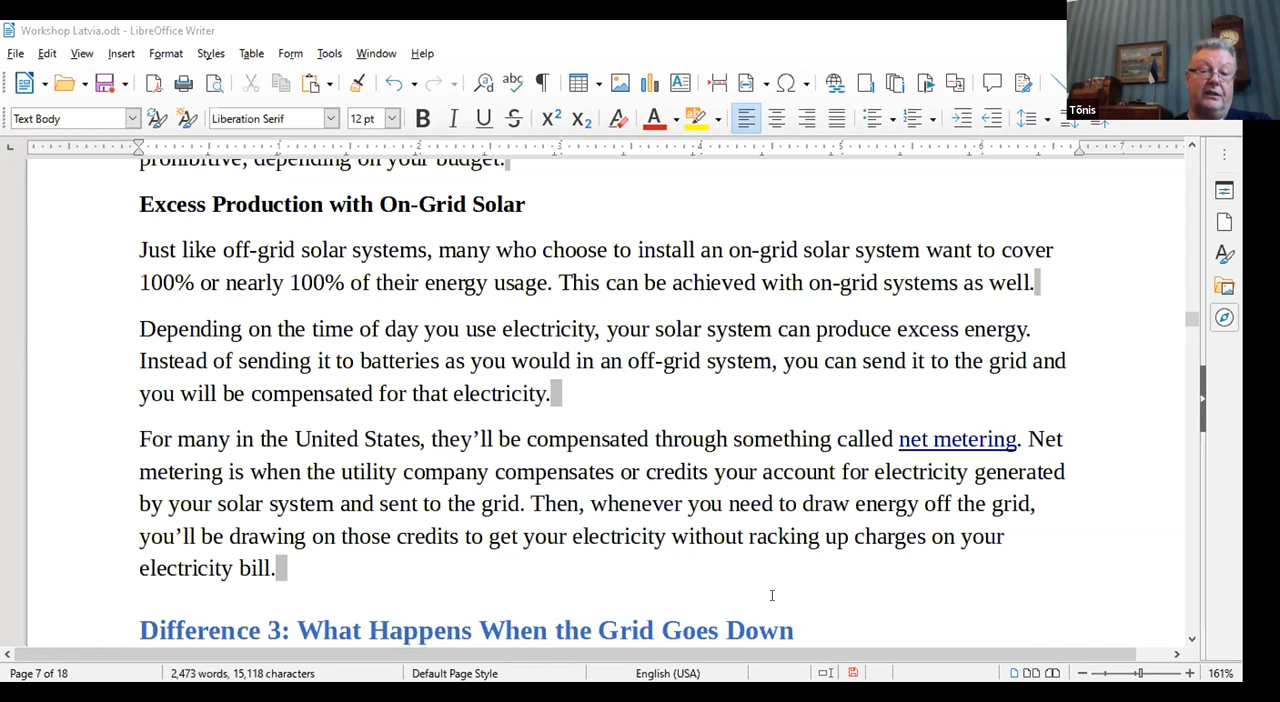 Workshop Latvia.odt - LibreOffice Writer
File Edit View Insert Format Styles Table Form Tools Window Help
Text Body Liberation Serif 12 pt
prohibitive, depending on your budget.
Excess Production with On-Grid Solar
Just like off-grid solar systems, many who choose to install an on-grid solar system want to cover
100% or nearly 100% of their energy usage. This can be achieved with on-grid systems as well.
Depending on the time of day you use electricity, your solar system can produce excess energy.
Instead of sending it to batteries as you would in an off-grid system, you can send it to the grid and
you will be compensated for that electricity.
For many in the United States, they’ll be compensated through something called net metering. Net
metering is when the utility company compensates or credits your account for electricity generated
by your solar system and sent to the grid. Then, whenever you need to draw energy off the grid,
you’ll be drawing on those credits to get your electricity without racking up charges on your
electricity bill.
Difference 3: What Happens When the Grid Goes Down
Page 7 of 18 2,473 words, 15,118 characters Default Page Style English (USA) 161%
Tõnis